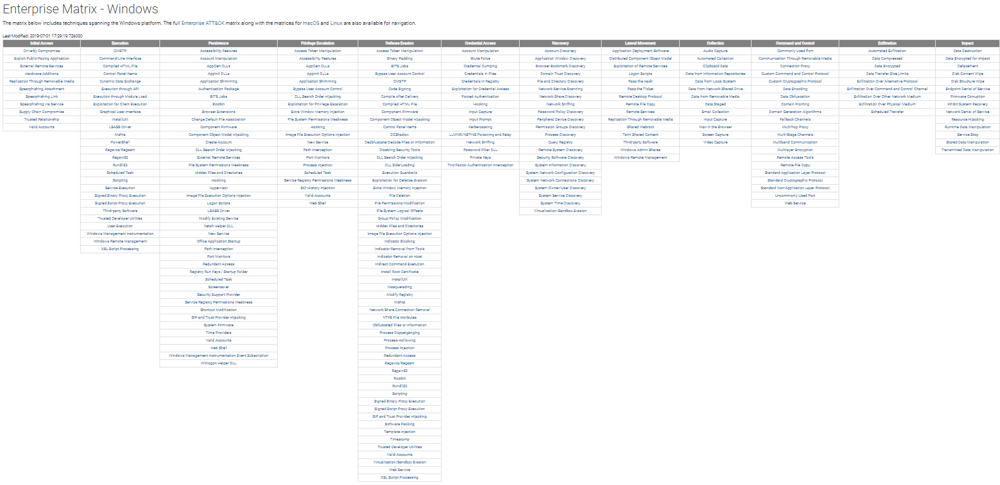 Enterprise Matrix - Windows
The matrix below includes techniques spanning the Windows platform. The full Enterprise ATT&CK matrix along with the matrices for macOS and Linux are also available for navigation.
Last Modified: 2019-07-01 17:29:19.726000
Initial Access
Drive-by Compromise
Exploit Public-Facing Application
External Remote Services
Hardware Additions
Replication Through Removable Media
Spearphishing Attachment
Spearphishing Link
Spearphishing via Service
Supply Chain Compromise
Trusted Relationship
Valid Accounts
Execution
CMSTP
Command-Line Interface
Compiled HTML File
Control Panel Items
Dynamic Data Exchange
Execution through API
Execution through Module Load
Exploitation for Client Execution
Graphical User Interface
InstallUtil
LSASS Driver
Mshta
PowerShell
Regsvcs/Regasm
Regsvr32
Rundll32
Scheduled Task
Scripting
Service Execution
Signed Binary Proxy Execution
Signed Script Proxy Execution
Third-party Software
Trusted Developer Utilities
User Execution
Windows Management Instrumentation
Windows Remote Management
XSL Script Processing
Persistence
Accessibility Features
Account Manipulation
AppCert DLLs
AppInit DLLs
Application Shimming
Authentication Package
BITS Jobs
Bootkit
Browser Extensions
Change Default File Association
Component Firmware
Component Object Model Hijacking
Create Account
DLL Search Order Hijacking
External Remote Services
File System Permissions Weakness
Hidden Files and Directories
Hooking
Hypervisor
Image File Execution Options Injection
Logon Scripts
LSASS Driver
Modify Existing Service
Netsh Helper DLL
New Service
Office Application Startup
Path Interception
Port Monitors
Redundant Access
Registry Run Keys / Startup Folder
Scheduled Task
Screensaver
Security Support Provider
Service Registry Permissions Weakness
Shortcut Modification
SIP and Trust Provider Hijacking
System Firmware
Time Providers
Valid Accounts
Web Shell
Windows Management Instrumentation Event Subscription
Winlogon Helper DLL
Privilege Escalation
Access Token Manipulation
Accessibility Features
AppCert DLLs
AppInit DLLs
Application Shimming
Bypass User Account Control
DLL Search Order Hijacking
Exploitation for Privilege Escalation
Extra Window Memory Injection
File System Permissions Weakness
Hooking
Image File Execution Options Injection
New Service
Path Interception
Port Monitors
Process Injection
Scheduled Task
Service Registry Permissions Weakness
SID-History Injection
Valid Accounts
Web Shell
Defense Evasion
Access Token Manipulation
Binary Padding
BITS Jobs
Bypass User Account Control
CMSTP
Code Signing
Compile After Delivery
Compiled HTML File
Component Firmware
Component Object Model Hijacking
Control Panel Items
DCShadow
Deobfuscate/Decode Files or Information
Disabling Security Tools
DLL Search Order Hijacking
DLL Side-Loading
Execution Guardrails
Exploitation for Defense Evasion
Extra Window Memory Injection
File Deletion
File Permissions Modification
File System Logical Offsets
Group Policy Modification
Hidden Files and Directories
Image File Execution Options Injection
Indicator Blocking
Indicator Removal from Tools
Indicator Removal on Host
Indirect Command Execution
Install Root Certificate
InstallUtil
Masquerading
Modify Registry
Mshta
Network Share Connection Removal
NTFS File Attributes
Obfuscated Files or Information
Process Doppelgänging
Process Hollowing
Process Injection
Redundant Access
Regsvcs/Regasm
Regsvr32
Rootkit
Rundll32
Scripting
Signed Binary Proxy Execution
Signed Script Proxy Execution
SIP and Trust Provider Hijacking
Software Packing
Template Injection
Timestomp
Trusted Developer Utilities
Valid Accounts
Virtualization/Sandbox Evasion
Web Service
XSL Script Processing
Credential Access
Account Manipulation
Brute Force
Credential Dumping
Credentials in Files
Credentials in Registry
Exploitation for Credential Access
Forced Authentication
Hooking
Input Capture
Input Prompt
Kerberoasting
LLMNR/NBT-NS Poisoning and Relay
Network Sniffing
Password Filter DLL
Private Keys
Two-Factor Authentication Interception
Discovery
Account Discovery
Application Window Discovery
Browser Bookmark Discovery
Domain Trust Discovery
File and Directory Discovery
Network Service Scanning
Network Share Discovery
Network Sniffing
Password Policy Discovery
Peripheral Device Discovery
Permission Groups Discovery
Process Discovery
Query Registry
Remote System Discovery
Security Software Discovery
System Information Discovery
System Network Configuration Discovery
System Network Connections Discovery
System Owner/User Discovery
System Service Discovery
System Time Discovery
Virtualization/Sandbox Evasion
Lateral Movement
Application Deployment Software
Distributed Component Object Model
Exploitation of Remote Services
Logon Scripts
Pass the Hash
Pass the Ticket
Remote Desktop Protocol
Remote File Copy
Remote Services
Replication Through Removable Media
Shared Webroot
Taint Shared Content
Third-party Software
Windows Admin Shares
Windows Remote Management
Collection
Audio Capture
Automated Collection
Clipboard Data
Data from Information Repositories
Data from Local System
Data from Network Shared Drive
Data from Removable Media
Data Staged
Email Collection
Input Capture
Man in the Browser
Screen Capture
Video Capture
Command and Control
Commonly Used Port
Communication Through Removable Media
Connection Proxy
Custom Command and Control Protocol
Custom Cryptographic Protocol
Data Encoding
Data Obfuscation
Domain Fronting
Domain Generation Algorithms
Fallback Channels
Multi-hop Proxy
Multi-Stage Channels
Multiband Communication
Multilayer Encryption
Remote Access Tools
Remote File Copy
Standard Application Layer Protocol
Standard Cryptographic Protocol
Standard Non-Application Layer Protocol
Uncommonly Used Port
Web Service
Exfiltration
Automated Exfiltration
Data Compressed
Data Encrypted
Data Transfer Size Limits
Exfiltration Over Alternative Protocol
Exfiltration Over Command and Control Channel
Exfiltration Over Other Network Medium
Exfiltration Over Physical Medium
Scheduled Transfer
Impact
Data Destruction
Data Encrypted for Impact
Defacement
Disk Content Wipe
Disk Structure Wipe
Endpoint Denial of Service
Firmware Corruption
Inhibit System Recovery
Network Denial of Service
Resource Hijacking
Runtime Data Manipulation
Service Stop
Stored Data Manipulation
Transmitted Data Manipulation